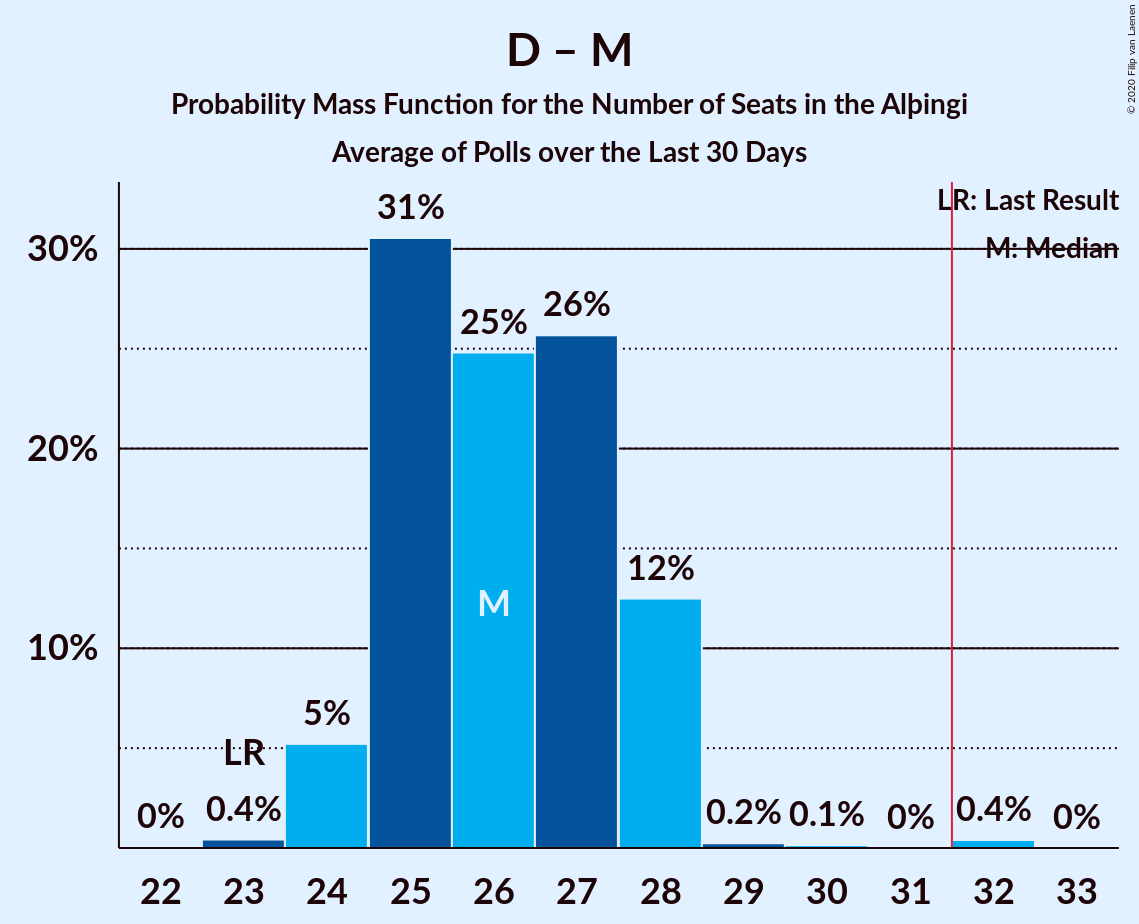 D – M
Probability Mass Function for the Number of Seats in the Alþingi
Average of Polls over the Last 30 Days
© 2020 Filip van Laenen
LR: Last Result
M: Median
30%
20%
10%
0%
0.4%
5%
31%
25%
26%
12%
0.2%
0.1%
0%
0.4%
0%
LR
M
22 23 24 25 26 27 28 29 30 31 32 33